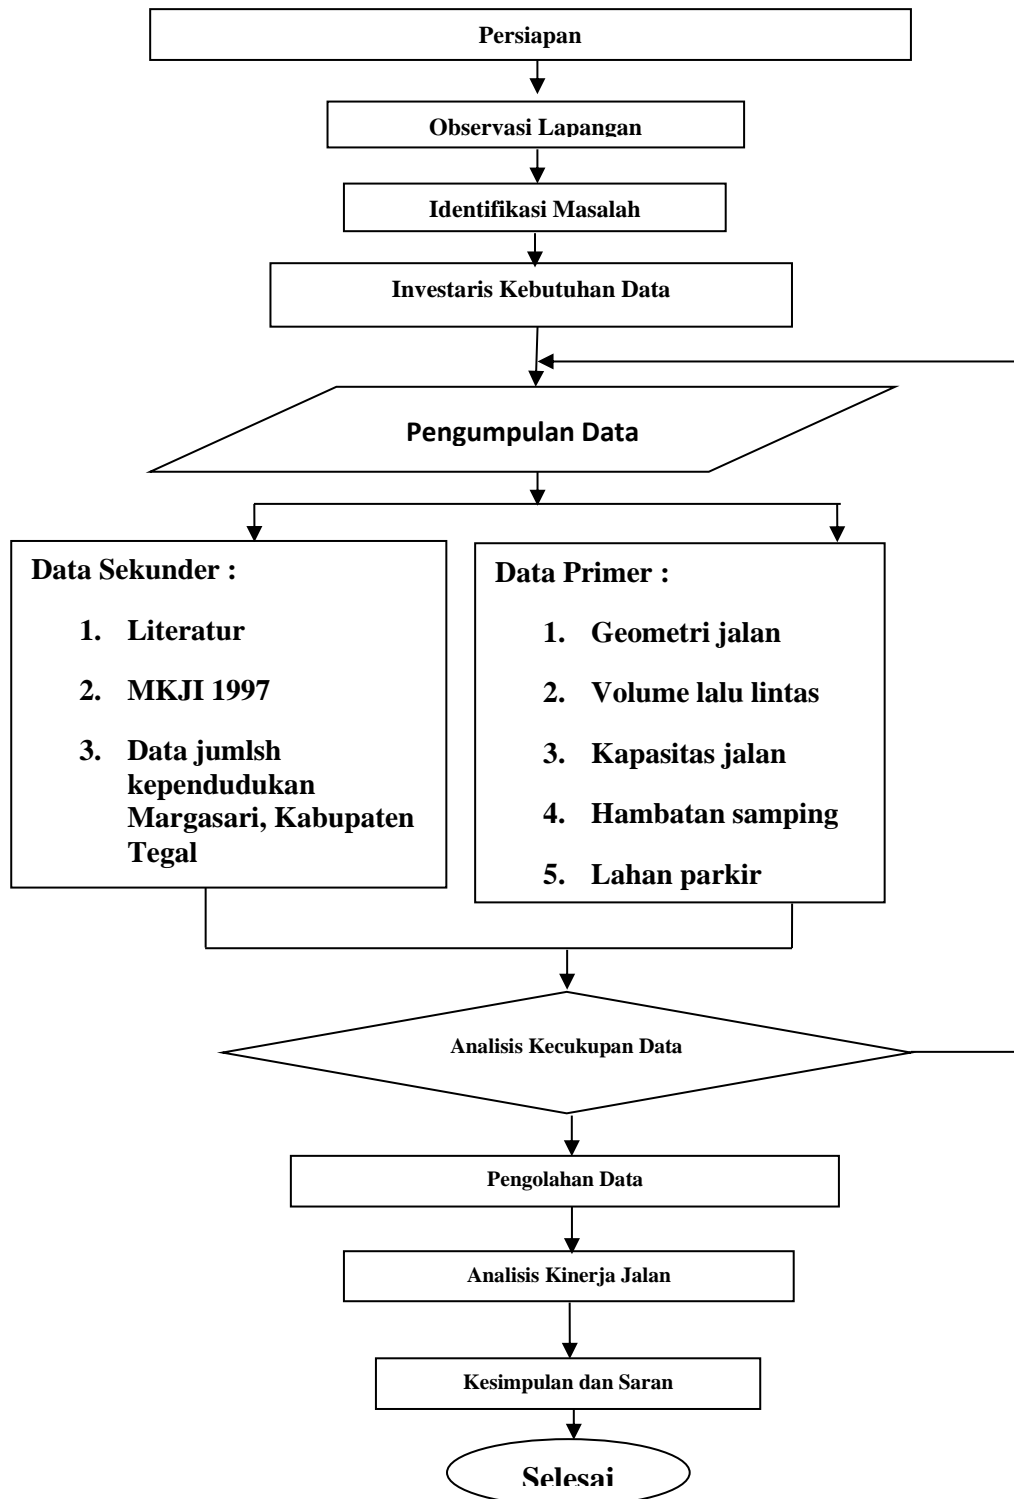 Persiapan
Observasi Lapangan
Identifikasi Masalah
Investaris Kebutuhan Data
Pengumpulan Data
Data Sekunder :
1. Literatur
2. MKJI 1997
3. Data jumlsh
kependudukan
Margasari, Kabupaten
Tegal
Data Primer :
1. Geometri jalan
2. Volume lalu lintas
3. Kapasitas jalan
4. Hambatan samping
5. Lahan parkir
Analisis Kecukupan Data
Pengolahan Data
Analisis Kinerja Jalan
Kesimpulan dan Saran
Selesai